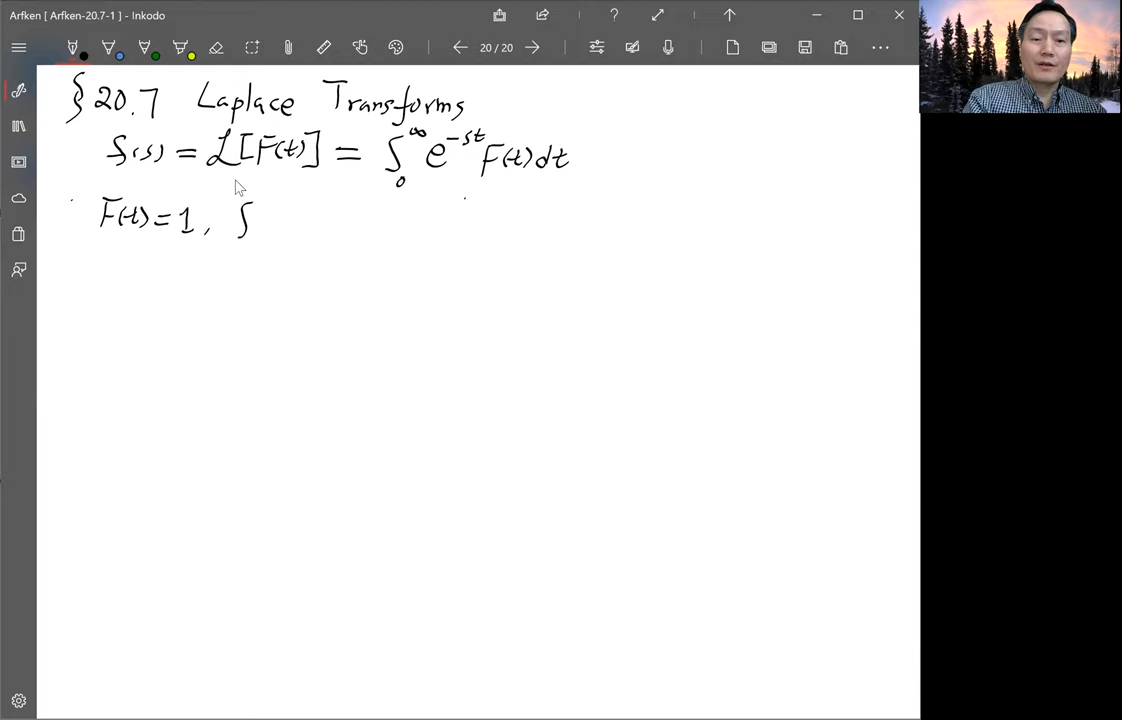 Arfken [ Arfken-20.7-1 ] - Inkodo
20 / 20
§ 20.7 Laplace Transforms
f(s) = ℒ[F(t)] = ∫₀^∞ e^{-st} F(t) dt
F(t) = 1, f